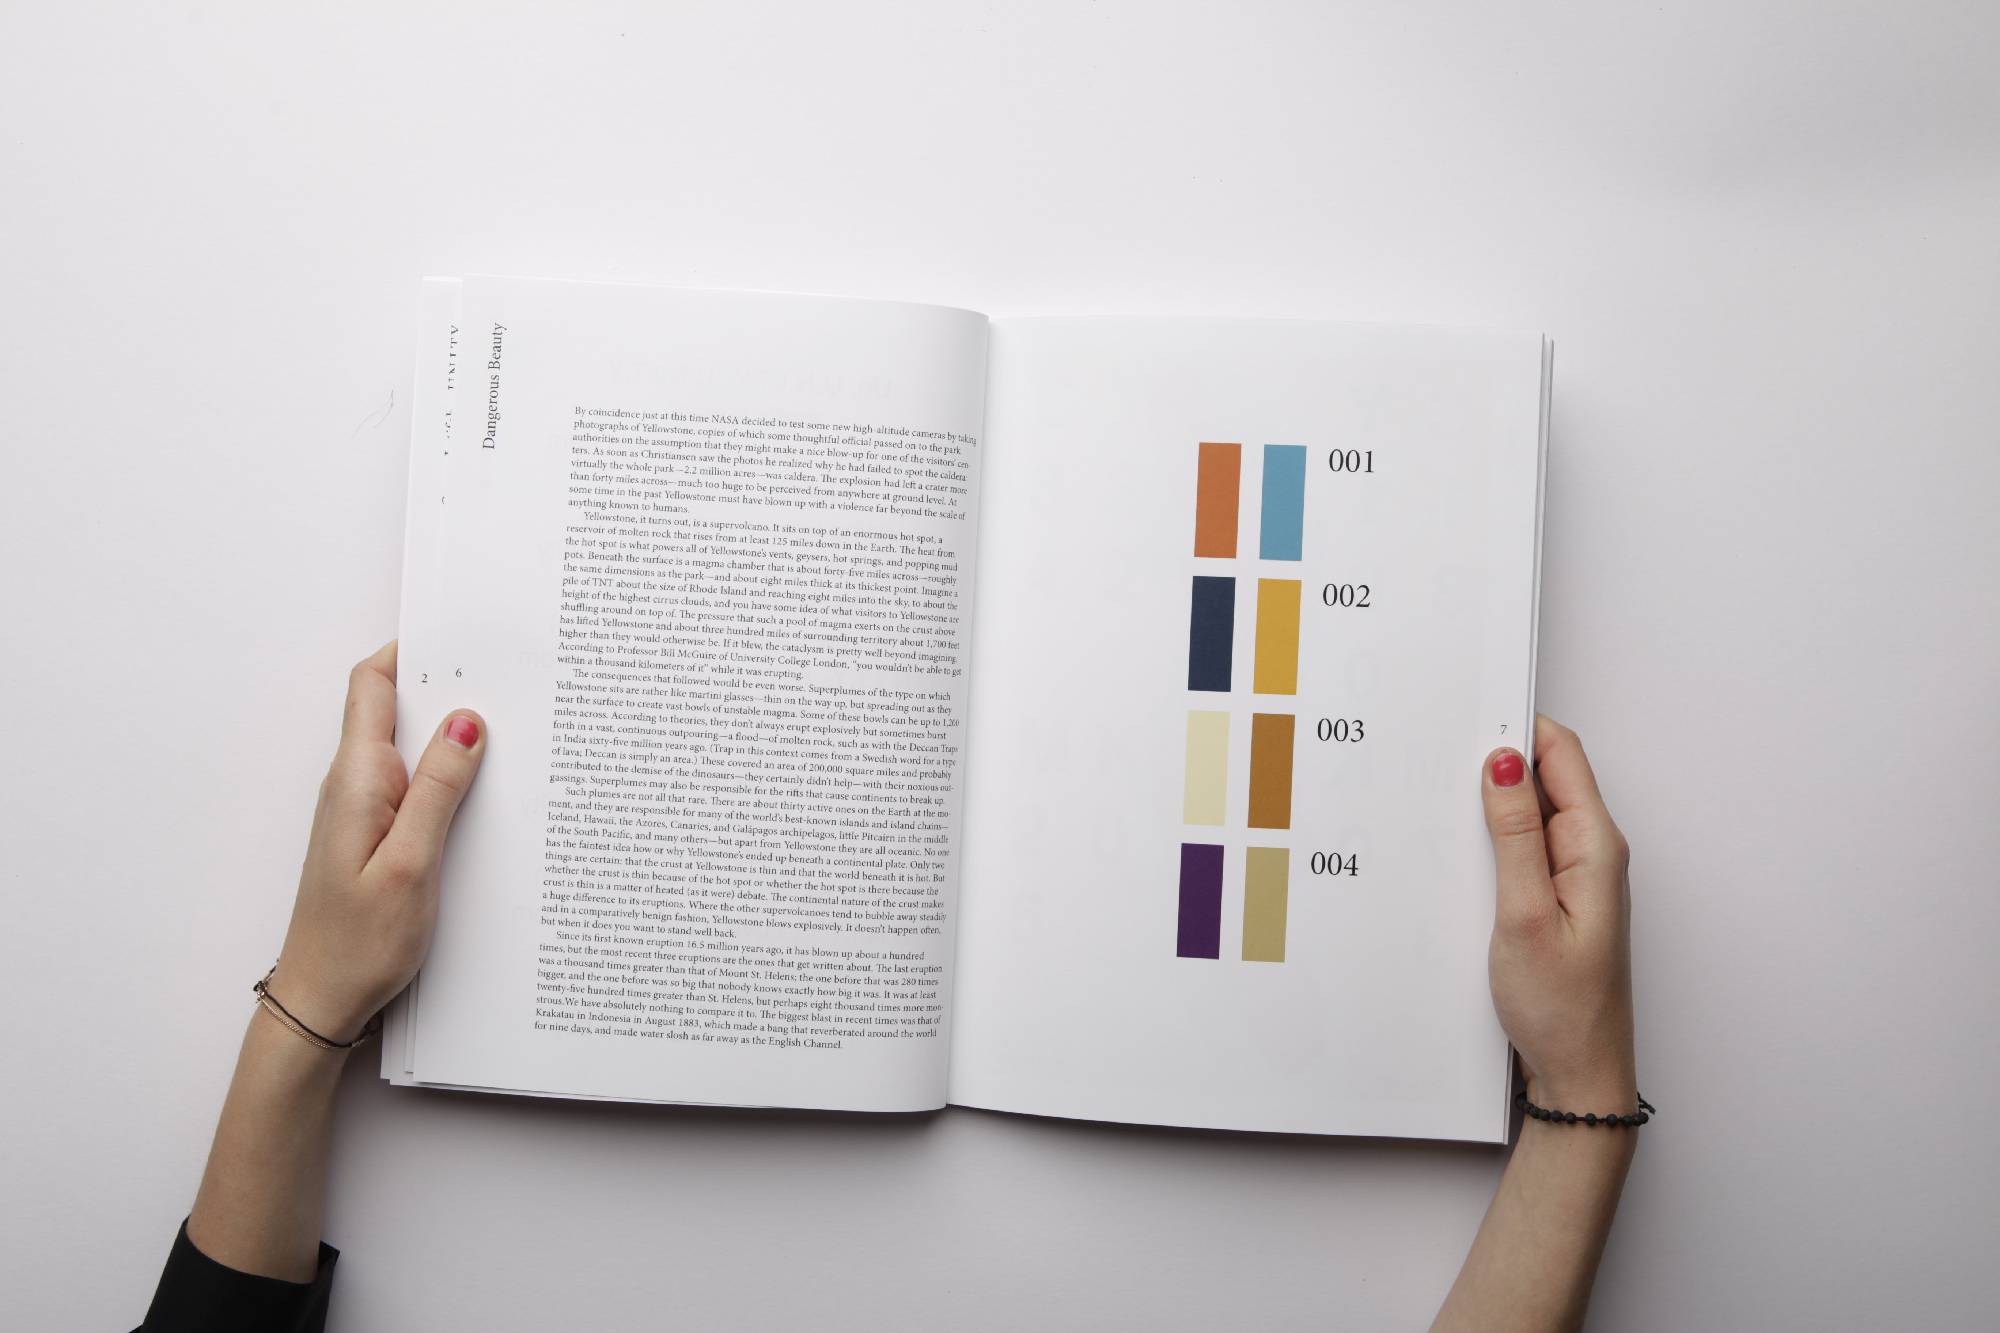 Dangerous Beauty
By coincidence just at this time NASA decided to test some new high-altitude cameras by taking
photographs of Yellowstone, copies of which some thoughtful official passed on to the park
authorities on the assumption that they might make a nice blow-up for one of the visitors' cen-
ters. As soon as Christiansen saw the photos he realized why he had failed to spot the caldera:
virtually the whole park—2.2 million acres—was caldera. The explosion had left a crater more
than forty miles across—much too huge to be perceived from anywhere at ground level. At
some time in the past Yellowstone must have blown up with a violence far beyond the scale of
anything known to humans.
Yellowstone, it turns out, is a supervolcano. It sits on top of an enormous hot spot, a
reservoir of molten rock that rises from at least 125 miles down in the Earth. The heat from
the hot spot is what powers all of Yellowstone's vents, geysers, hot springs, and popping mud
pots. Beneath the surface is a magma chamber that is about forty-five miles across—roughly
the same dimensions as the park—and about eight miles thick at its thickest point. Imagine a
pile of TNT about the size of Rhode Island and reaching eight miles into the sky, to about the
height of the highest cirrus clouds, and you have some idea of what visitors to Yellowstone are
shuffling around on top of. The pressure that such a pool of magma exerts on the crust above
has lifted Yellowstone and about three hundred miles of surrounding territory about 1,700 feet
higher than they would otherwise be. If it blew, the cataclysm is pretty well beyond imagining.
According to Professor Bill McGuire of University College London, “you wouldn't be able to get
within a thousand kilometers of it” while it was erupting.
The consequences that followed would be even worse. Superplumes of the type on which
Yellowstone sits are rather like martini glasses—thin on the way up, but spreading out as they
near the surface to create vast bowls of unstable magma. Some of these bowls can be up to 1,200
miles across. According to theories, they don't always erupt explosively but sometimes burst
forth in a vast, continuous outpouring—a flood—of molten rock, such as with the Deccan Traps
in India sixty-five million years ago. (Trap in this context comes from a Swedish word for a type
of lava; Deccan is simply an area.) These covered an area of 200,000 square miles and probably
contributed to the demise of the dinosaurs—they certainly didn't help—with their noxious out-
gassings. Superplumes may also be responsible for the rifts that cause continents to break up.
Such plumes are not all that rare. There are about thirty active ones on the Earth at the mo-
ment, and they are responsible for many of the world's best-known islands and island chains—
Iceland, Hawaii, the Azores, Canaries, and Galápagos archipelagos, little Pitcairn in the middle
of the South Pacific, and many others—but apart from Yellowstone they are all oceanic. No one
has the faintest idea how or why Yellowstone's ended up beneath a continental plate. Only two
things are certain: that the crust at Yellowstone is thin and that the world beneath it is hot. But
whether the crust is thin because of the hot spot or whether the hot spot is there because the
crust is thin is a matter of heated (as it were) debate. The continental nature of the crust makes
a huge difference to its eruptions. Where the other supervolcanoes tend to bubble away steadily
and in a comparatively benign fashion, Yellowstone blows explosively. It doesn't happen often,
but when it does you want to stand well back.
Since its first known eruption 16.5 million years ago, it has blown up about a hundred
times, but the most recent three eruptions are the ones that get written about. The last eruption
was a thousand times greater than that of Mount St. Helens; the one before that was 280 times
bigger, and the one before was so big that nobody knows exactly how big it was. It was at least
twenty-five hundred times greater than St. Helens, but perhaps eight thousand times more mon-
strous.We have absolutely nothing to compare it to. The biggest blast in recent times was that of
Krakatau in Indonesia in August 1883, which made a bang that reverberated around the world
for nine days, and made water slosh as far away as the English Channel.
2
6
001
002
003
004
7